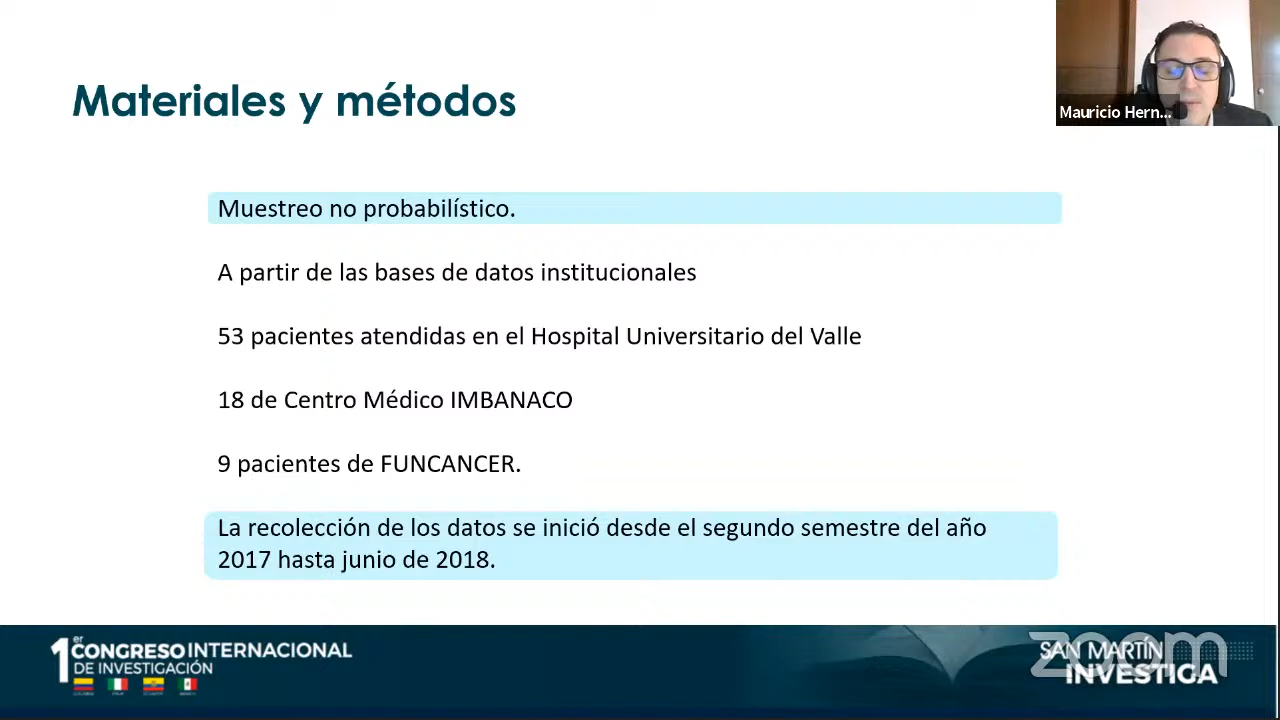 Materiales y métodos
Mauricio Hern...
Muestreo no probabilístico.
A partir de las bases de datos institucionales
53 pacientes atendidas en el Hospital Universitario del Valle
18 de Centro Médico IMBANACO
9 pacientes de FUNCANCER.
La recolección de los datos se inició desde el segundo semestre del año
2017 hasta junio de 2018.
1er CONGRESO INTERNACIONAL
DE INVESTIGACIÓN
zoom
SAN MARTÍN
INVESTIGA